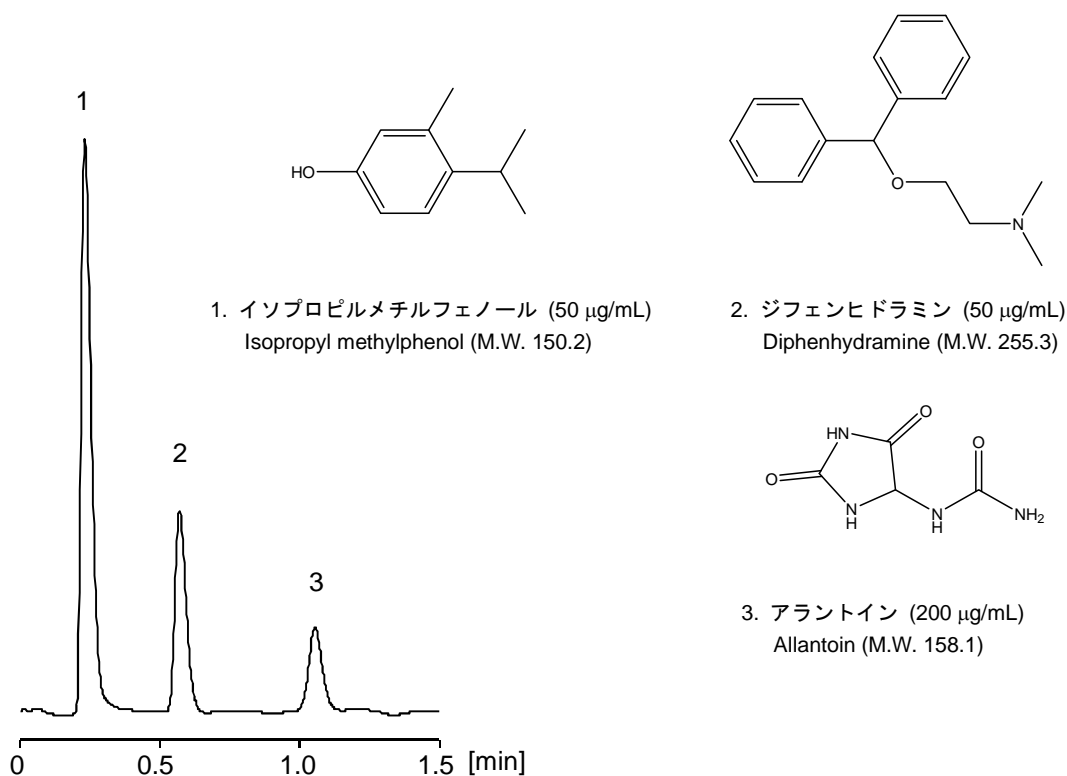 1
2
3
0
0.5
1.0
1.5
[min]
HO
1. イソプロピルメチルフェノール (50 μg/mL)
Isopropyl methylphenol (M.W. 150.2)
O
N
2. ジフェンヒドラミン (50 μg/mL)
Diphenhydramine (M.W. 255.3)
O
HN
O
O
N
H
N
H
NH2
3. アラントイン (200 μg/mL)
Allantoin (M.W. 158.1)